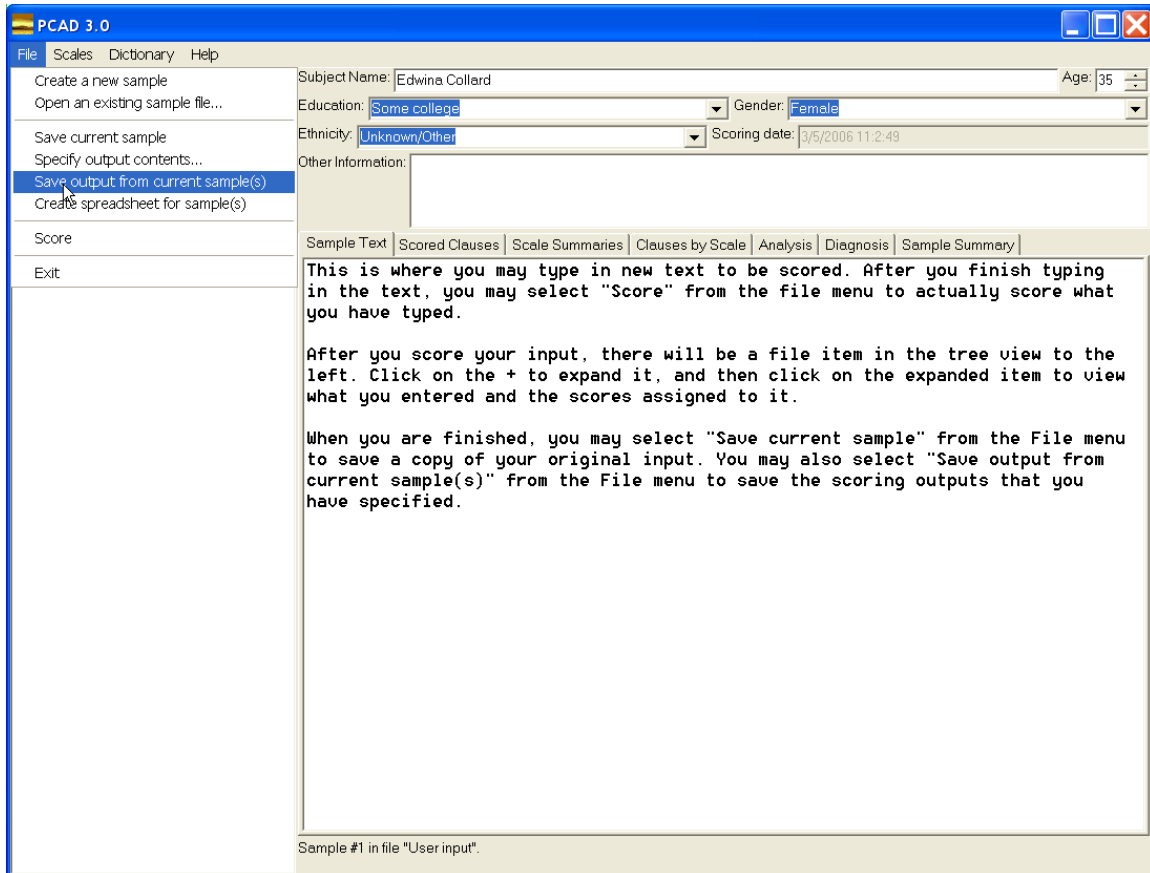 PCAD 3.0
File Scales Dictionary Help
Create a new sample
Open an existing sample file...
Save current sample
Specify output contents...
Save output from current sample(s)
Create spreadsheet for sample(s)
Score
Exit
Subject Name: Edwina Collard Age: 35
Education: Some college Gender: Female
Ethnicity: Unknown/Other Scoring date: 3/5/2006 11:2:49
Other Information:
Sample Text Scored Clauses Scale Summaries Clauses by Scale Analysis Diagnosis Sample Summary
This is where you may type in new text to be scored. After you finish typing
in the text, you may select "Score" from the file menu to actually score what
you have typed.
After you score your input, there will be a file item in the tree view to the
left. Click on the + to expand it, and then click on the expanded item to view
what you entered and the scores assigned to it.
When you are finished, you may select "Save current sample" from the File menu
to save a copy of your original input. You may also select "Save output from
current sample(s)" from the File menu to save the scoring outputs that you
have specified.
Sample #1 in file "User input".